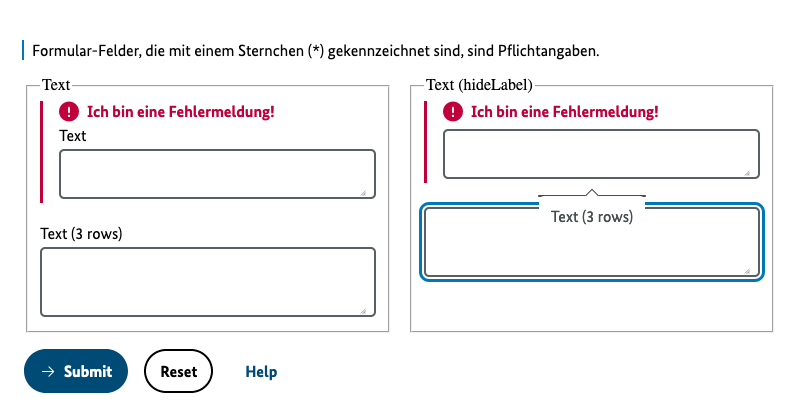 Formular-Felder, die mit einem Sternchen (*) gekennzeichnet sind, sind Pflichtangaben.
Text
Ich bin eine Fehlermeldung!
Text
Text (3 rows)
Text (hideLabel)
Ich bin eine Fehlermeldung!
Text (3 rows)
Submit
Reset
Help